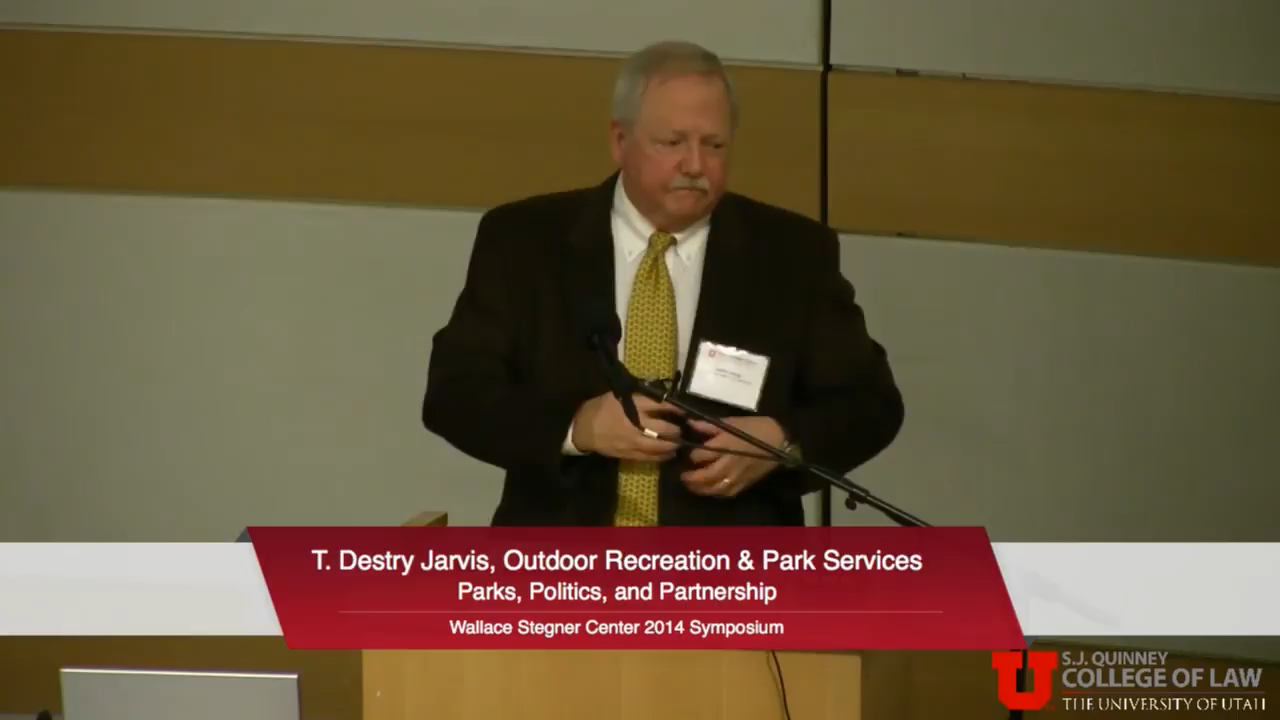 T. Destry Jarvis, Outdoor Recreation & Park Services
Parks, Politics, and Partnership
Wallace Stegner Center 2014 Symposium
U S.J. QUINNEY
COLLEGE OF LAW
THE UNIVERSITY OF UTAH